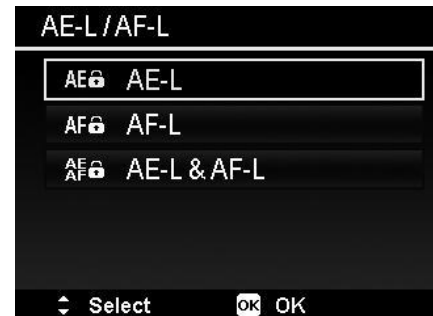 AE-L / AF-L
AE AE-L
AF AF-L
AE AF AE-L & AF-L
Select OK OK